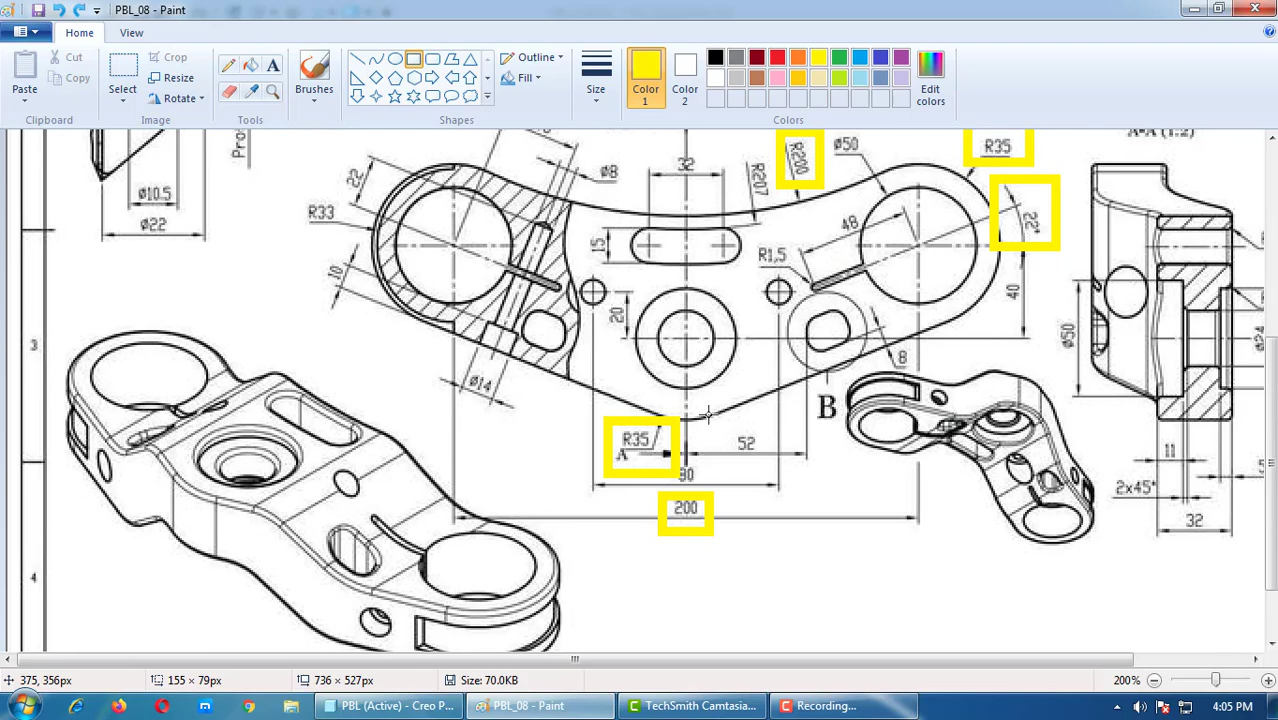 PBL_08 - Paint
Home
View
Paste
Cut
Copy
Clipboard
Select
Crop
Resize
Rotate
Image
Tools
Brushes
Shapes
Outline
Fill
Size
Color 1
Color 2
Colors
Edit colors
A-A (1:2)
Ø10.5
Ø22
22
R33
10
Ø14
Ø8
32
R207
R200
Ø50
R35
22°
48
R1,5
15
20
40
8
B
R35
A
52
80
200
3
4
Ø50
11
2x45°
32
375, 356px
155 × 79px
736 × 527px
Size: 70.0KB
200%
PBL (Active) - Creo P...
PBL_08 - Paint
TechSmith Camtasia...
Recording...
4:05 PM